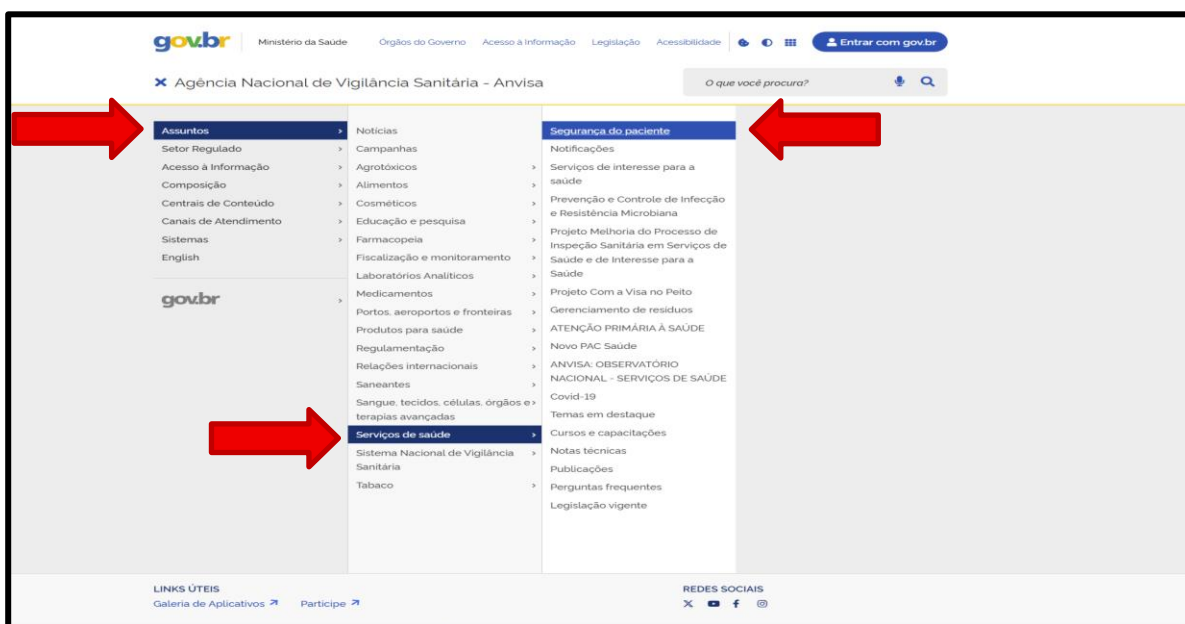 gov.br
Ministério da Saúde
Órgãos do Governo
Acesso à Informação
Legislação
Acessibilidade
Entrar com gov.br
Agência Nacional de Vigilância Sanitária - Anvisa
O que você procura?
Assuntos
Setor Regulado
Acesso à Informação
Composição
Centrais de Conteúdo
Canais de Atendimento
Sistemas
English
gov.br
Notícias
Campanhas
Agrotóxicos
Alimentos
Cosméticos
Educação e pesquisa
Farmacopeia
Fiscalização e monitoramento
Laboratórios Analíticos
Medicamentos
Portos, aeroportos e fronteiras
Produtos para saúde
Regulamentação
Relações internacionais
Saneantes
Sangue, tecidos, células, órgãos e
terapias avançadas
Serviços de saúde
Sistema Nacional de Vigilância
Sanitária
Tabaco
Segurança do paciente
Notificações
Serviços de interesse para a
saúde
Prevenção e Controle de Infecção
e Resistência Microbiana
Projeto Melhoria do Processo de
Inspeção Sanitária em Serviços de
Saúde e de Interesse para a
Saúde
Projeto Com a Visa no Peito
Gerenciamento de resíduos
ATENÇÃO PRIMÁRIA À SAÚDE
Novo PAC Saúde
ANVISA: OBSERVATÓRIO
NACIONAL - SERVIÇOS DE SAÚDE
Covid-19
Temas em destaque
Cursos e capacitações
Notas técnicas
Publicações
Perguntas frequentes
Legislação vigente
LINKS ÚTEIS
Galeria de Aplicativos
Participe
REDES SOCIAIS